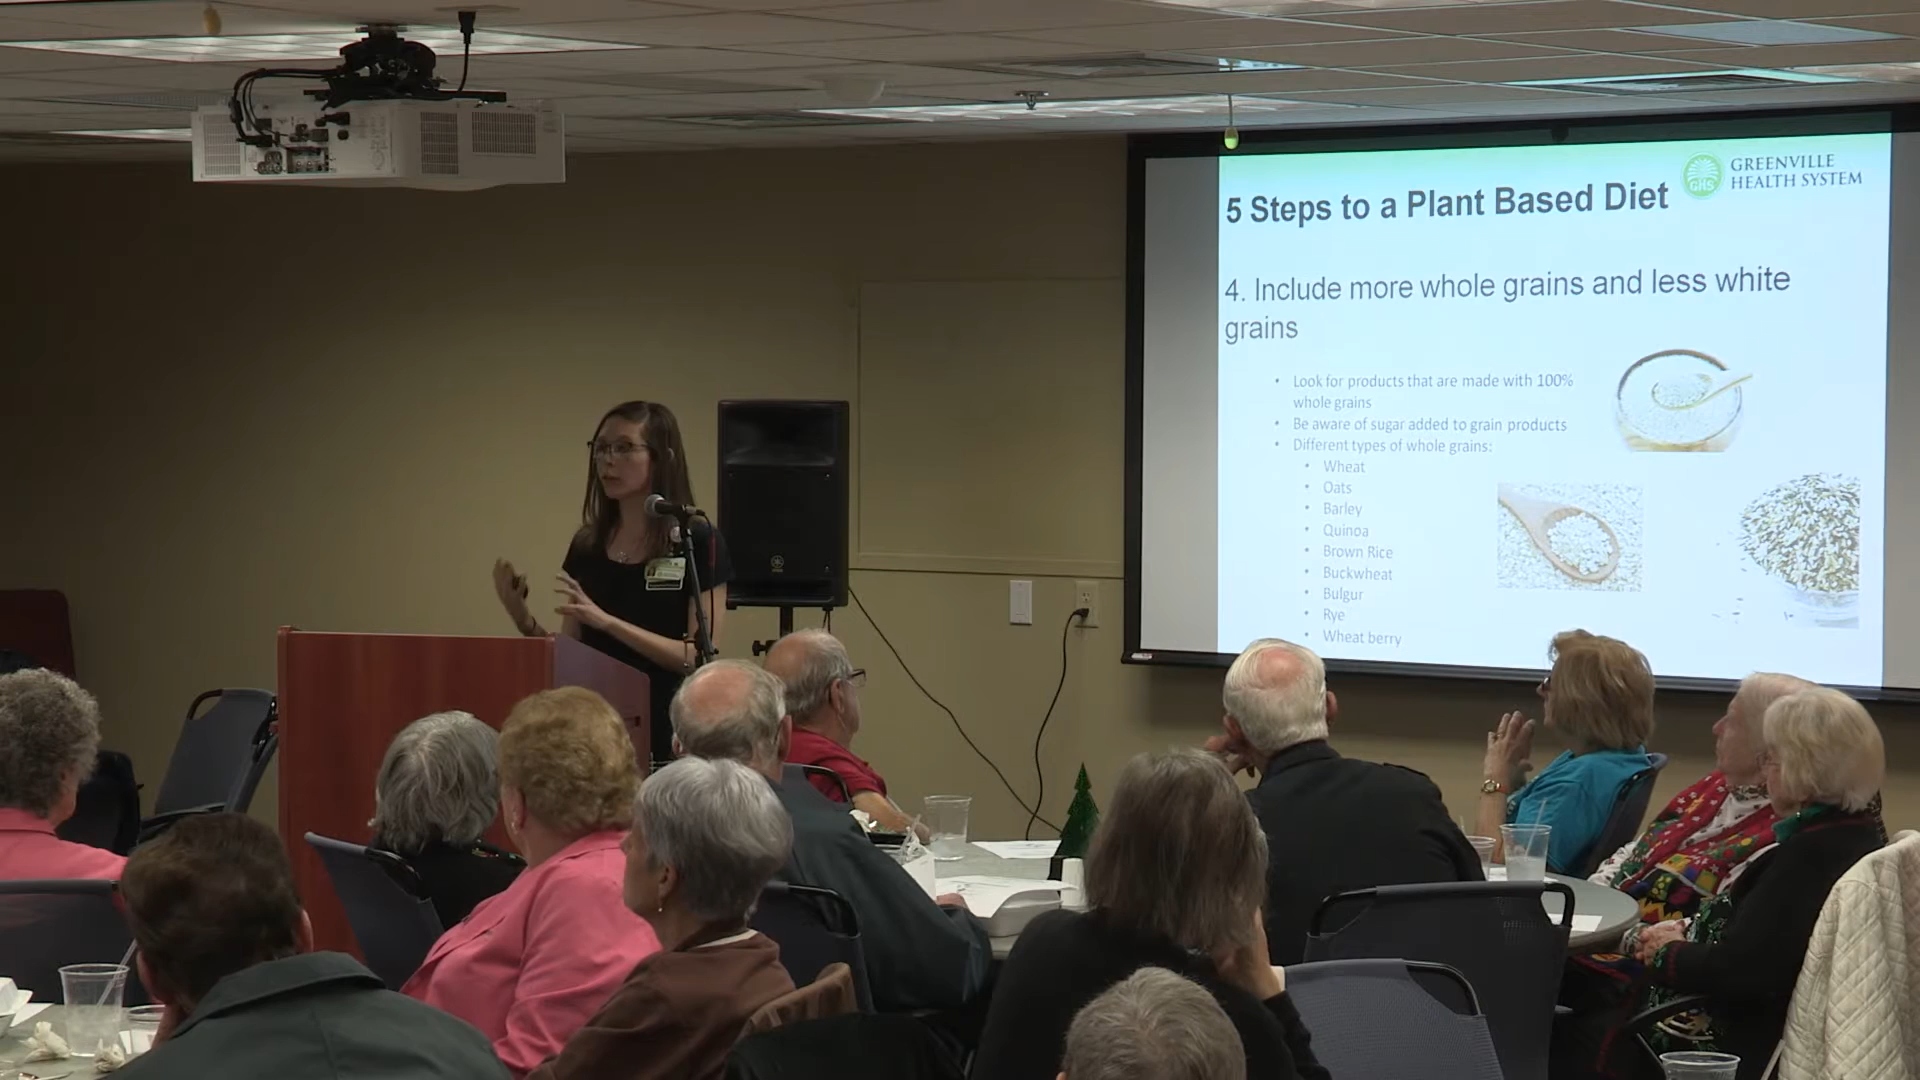 GREENVILLE
HEALTH SYSTEM
GHS
5 Steps to a Plant Based Diet
4. Include more whole grains and less white
grains
• Look for products that are made with 100%
whole grains
• Be aware of sugar added to grain products
• Different types of whole grains:
• Wheat
• Oats
• Barley
• Quinoa
• Brown Rice
• Buckwheat
• Bulgur
• Rye
• Wheat berry